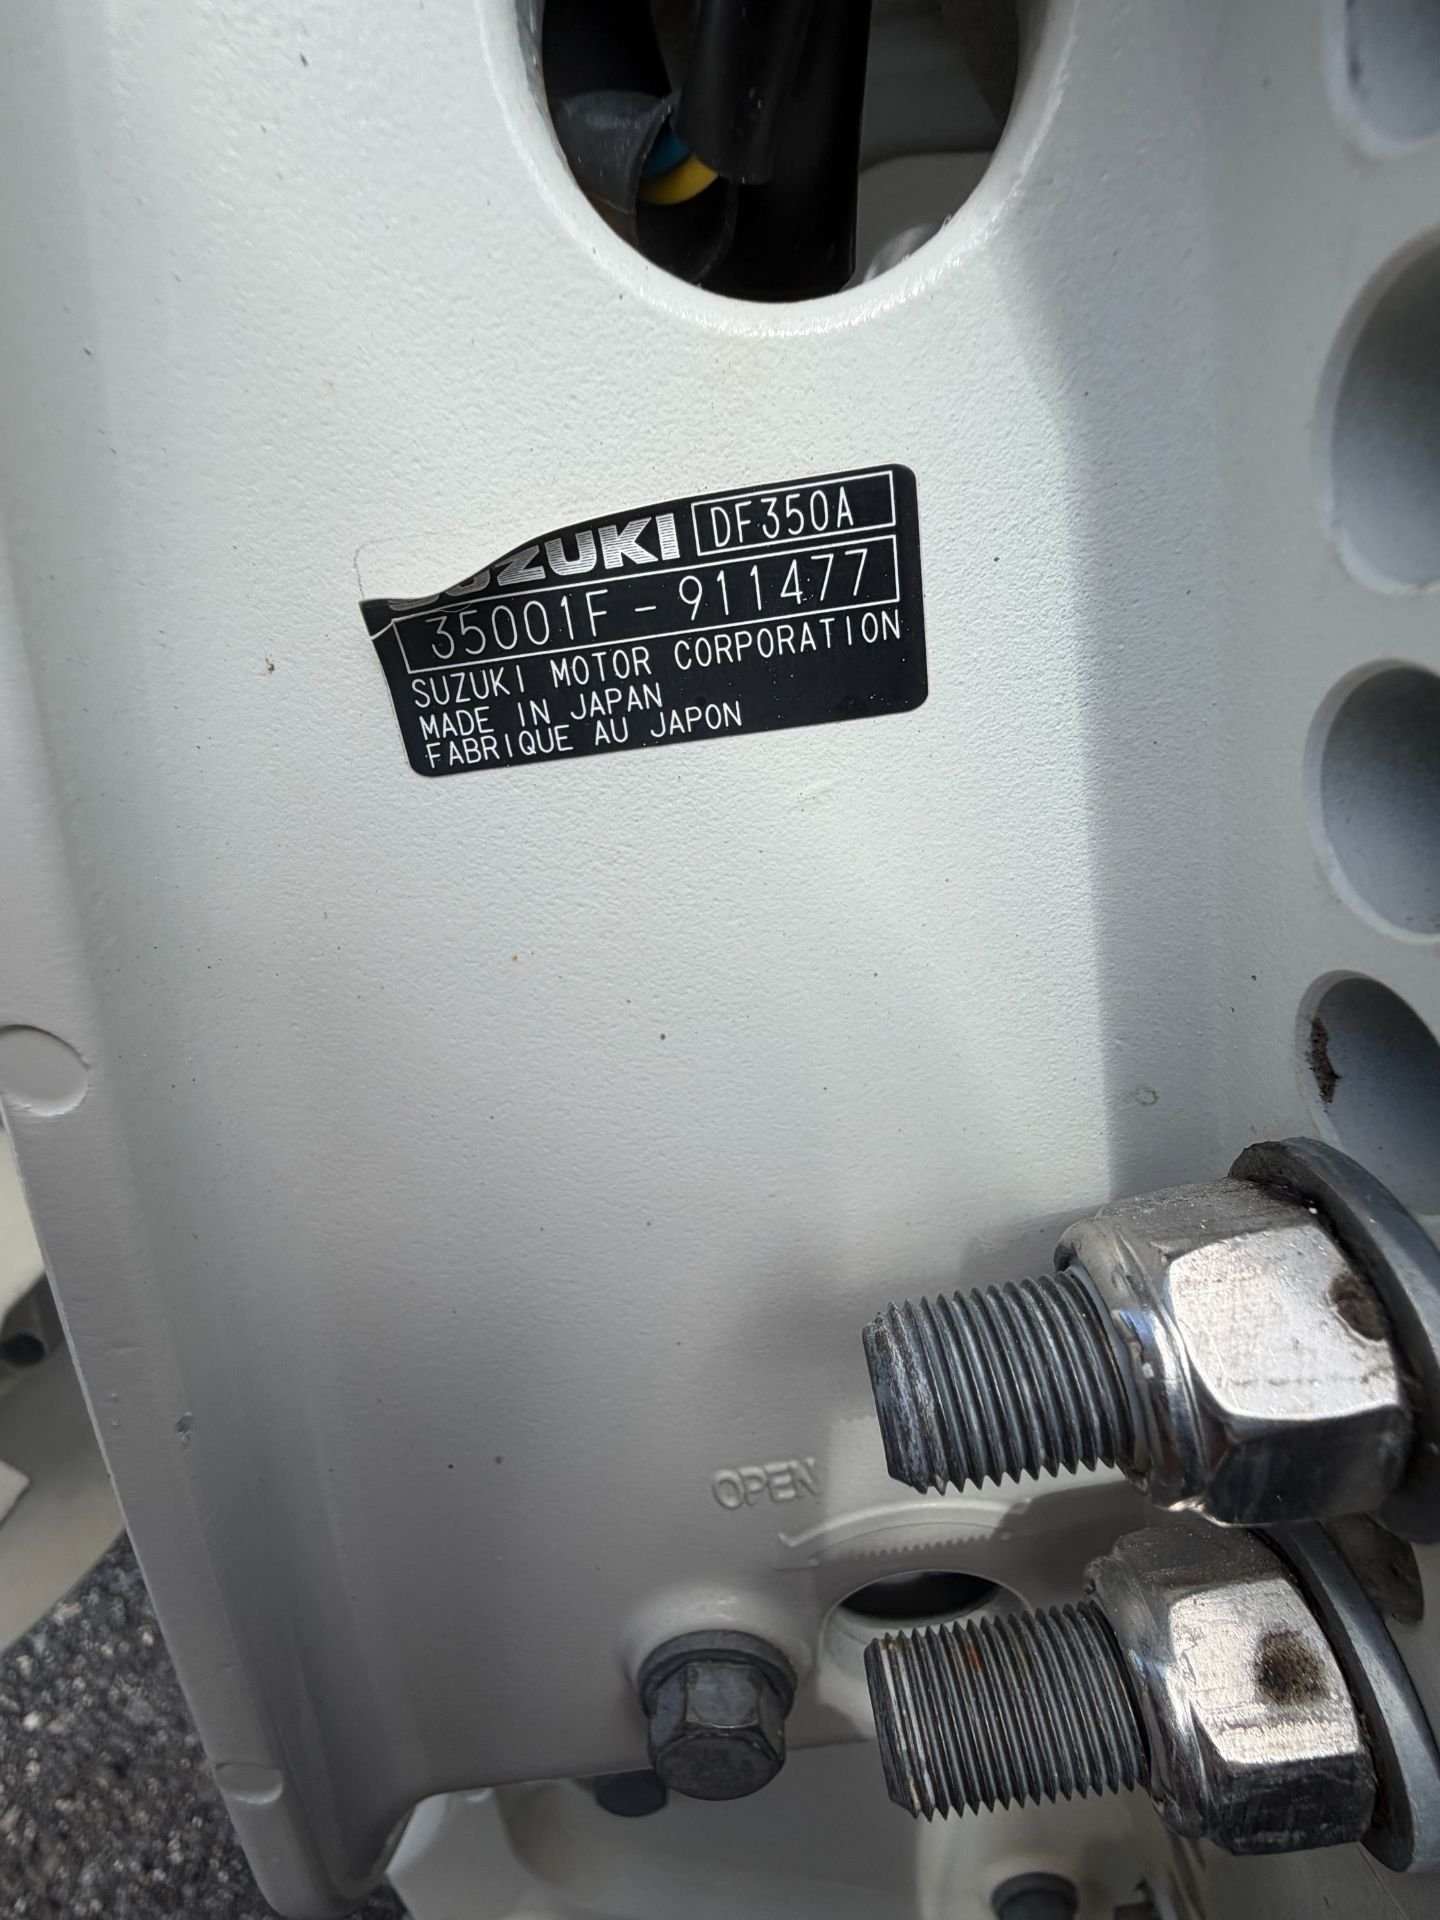 SUZUKI DF350A
35001F-911477
SUZUKI MOTOR CORPORATION
MADE IN JAPAN
FABRIQUE AU JAPON
OPEN